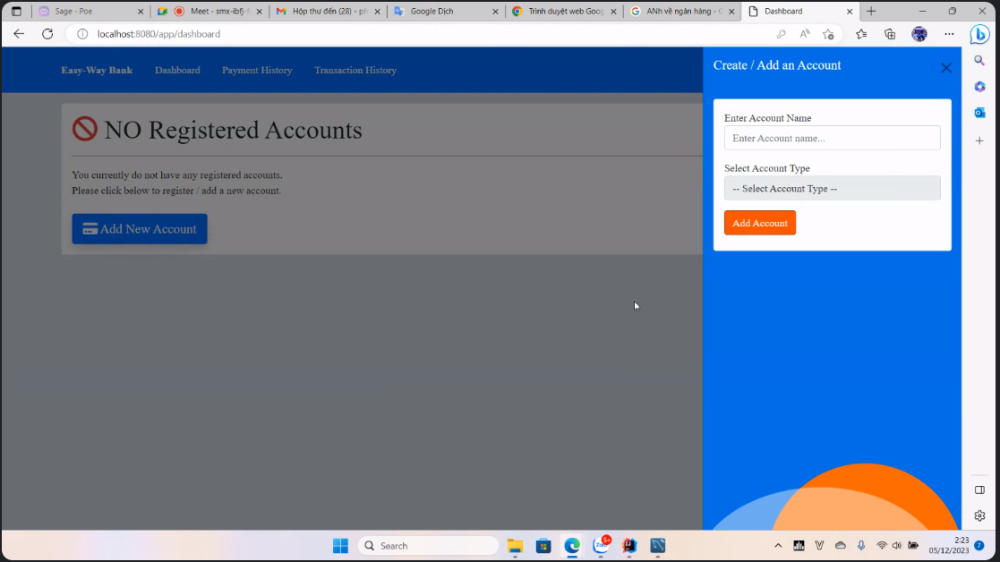 Sage - Poe
Meet - smx-ibfj-
Hộp thư đến (28) - ph
Google Dịch
Trình duyệt web Goog
ANh về ngân hàng - G
Dashboard
localhost:8080/app/dashboard
Easy-Way Bank
Dashboard
Payment History
Transaction History
Create / Add an Account
NO Registered Accounts
You currently do not have any registered accounts.
Please click below to register / add a new account.
Add New Account
Enter Account Name
Enter Account name...
Select Account Type
-- Select Account Type --
Add Account
Search
Zalo
5+
2:23
05/12/2023
7